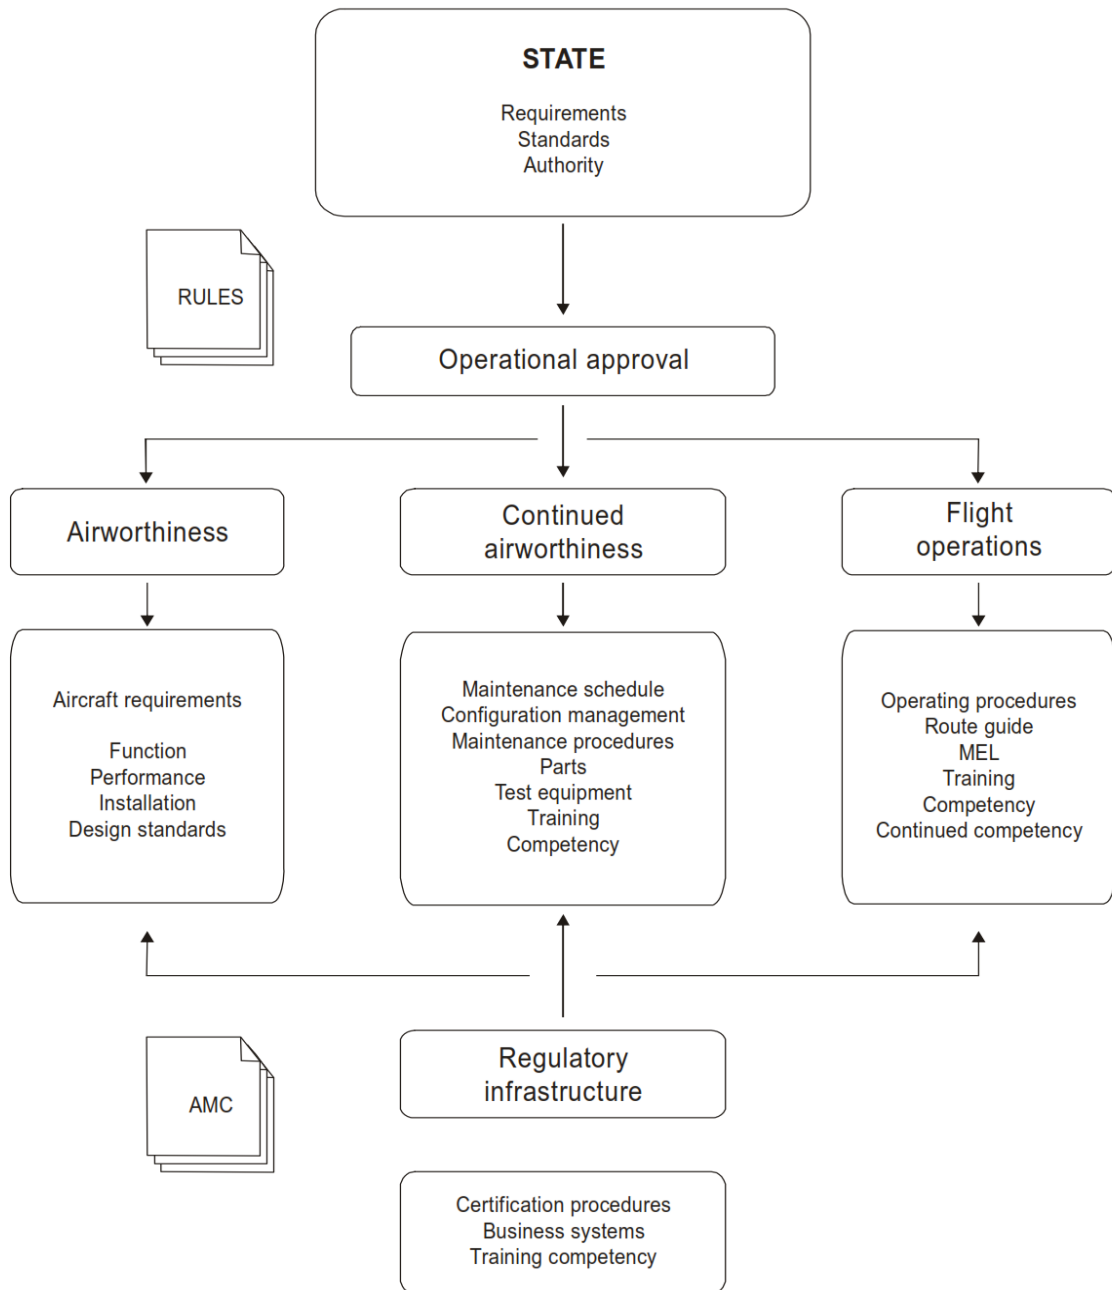 STATE
Requirements
Standards
Authority
RULES
Operational approval
Airworthiness
Continued
airworthiness
Flight
operations
Aircraft requirements
Function
Performance
Installation
Design standards
Maintenance schedule
Configuration management
Maintenance procedures
Parts
Test equipment
Training
Competency
Operating procedures
Route guide
MEL
Training
Competency
Continued competency
AMC
Regulatory
infrastructure
Certification procedures
Business systems
Training competency